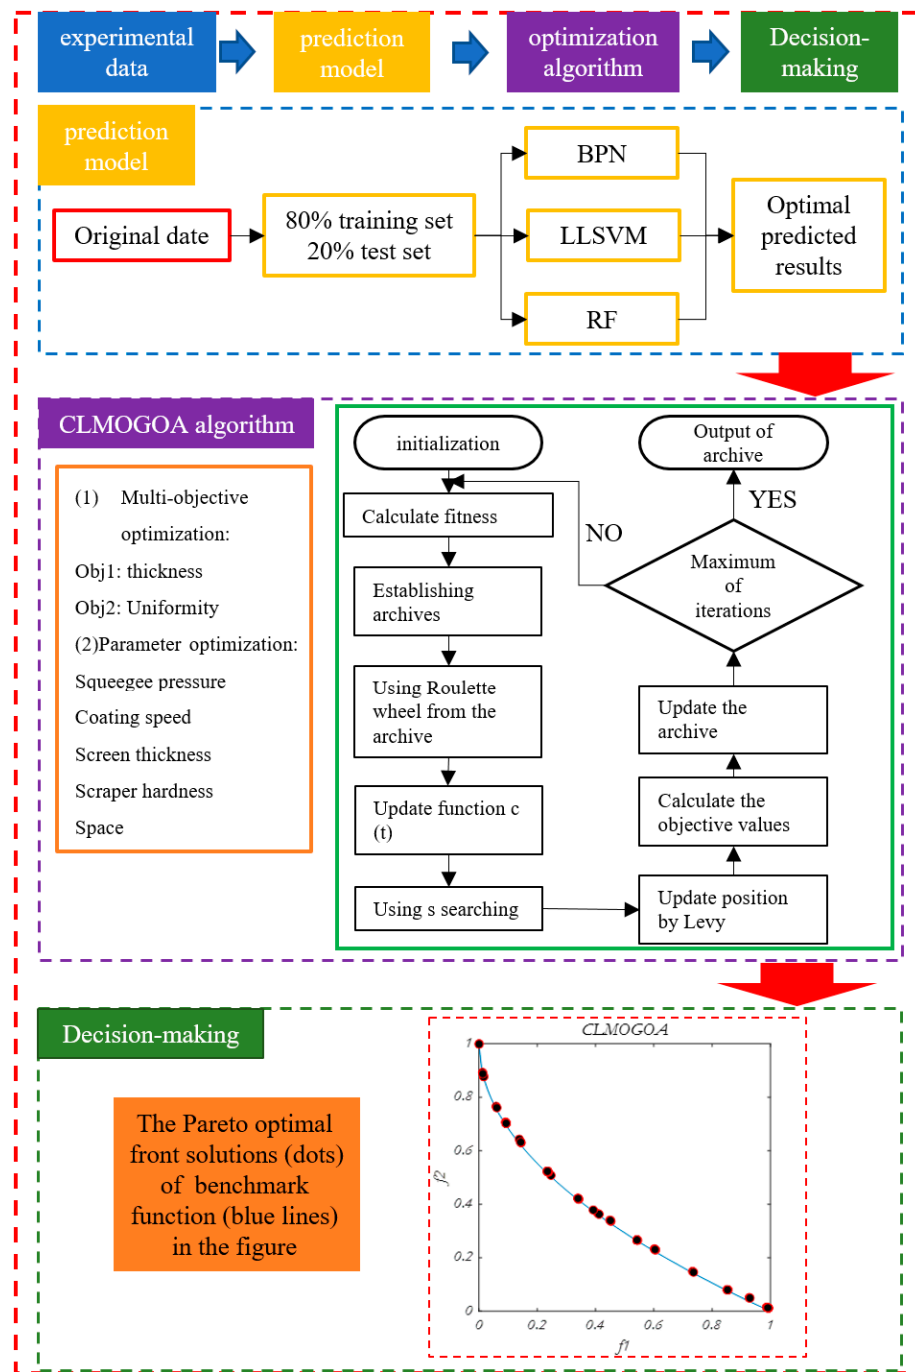 experimental
data
prediction
model
optimization
algorithm
Decision-
making
prediction
model
Original date
80% training set
20% test set
BPN
LLSVM
RF
Optimal
predicted
results
CLMOGOA algorithm
(1) Multi-objective
optimization:
Obj1: thickness
Obj2: Uniformity
(2)Parameter optimization:
Squeegee pressure
Coating speed
Screen thickness
Scraper hardness
Space
initialization
Calculate fitness
Establishing
archives
Using Roulette
wheel from the
archive
Update function c
(t)
Using s searching
Update position
by Levy
Calculate the
objective values
Update the
archive
Maximum
of
iterations
NO
YES
Output of
archive
Decision-making
The Pareto optimal
front solutions (dots)
of benchmark
function (blue lines)
in the figure
CLMOGOA
1
0.8
0.6
0.4
0.2
0
f2
0 0.2 0.4 0.6 0.8 1
f1